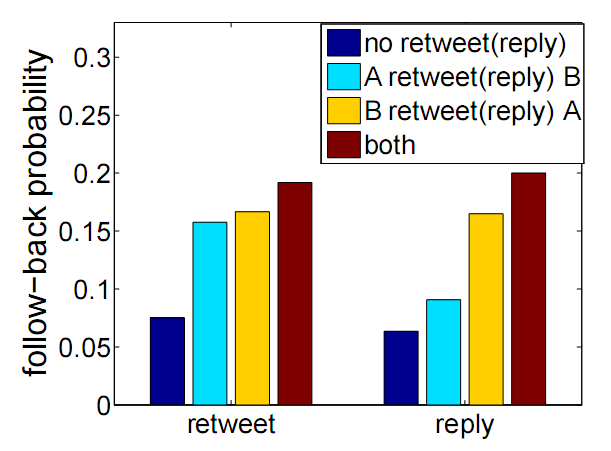 follow-back probability
0.3
0.25
0.2
0.15
0.1
0.05
0
no retweet(reply)
A retweet(reply) B
B retweet(reply) A
both
retweet
reply